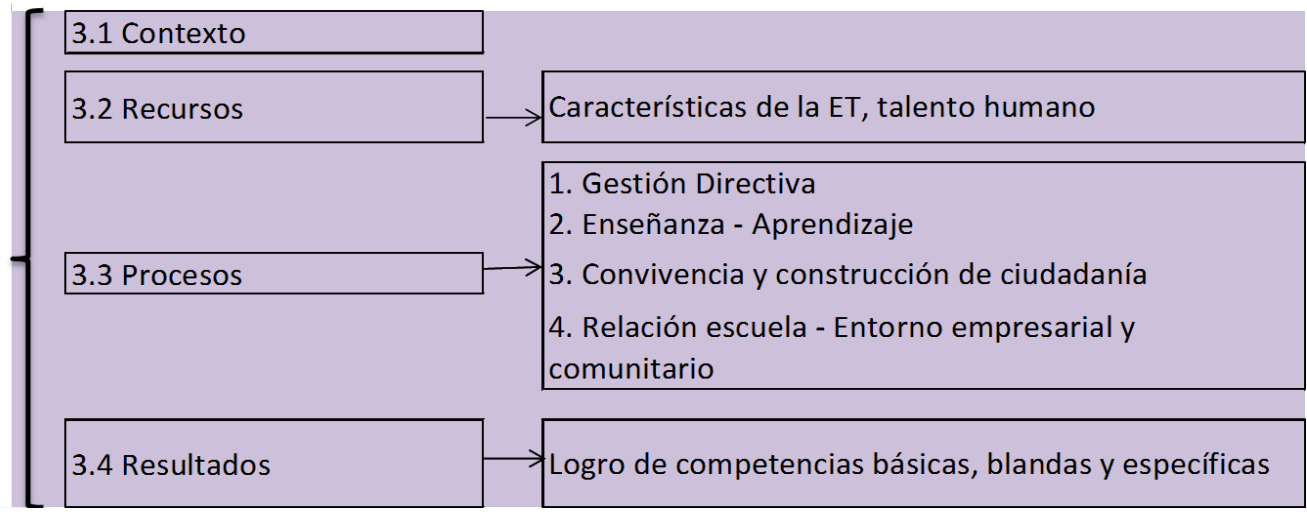 3.1 Contexto
3.2 Recursos
Características de la ET, talento humano
3.3 Procesos
1. Gestión Directiva
2. Enseñanza - Aprendizaje
3. Convivencia y construcción de ciudadanía
4. Relación escuela - Entorno empresarial y
comunitario
3.4 Resultados
Logro de competencias básicas, blandas y específicas